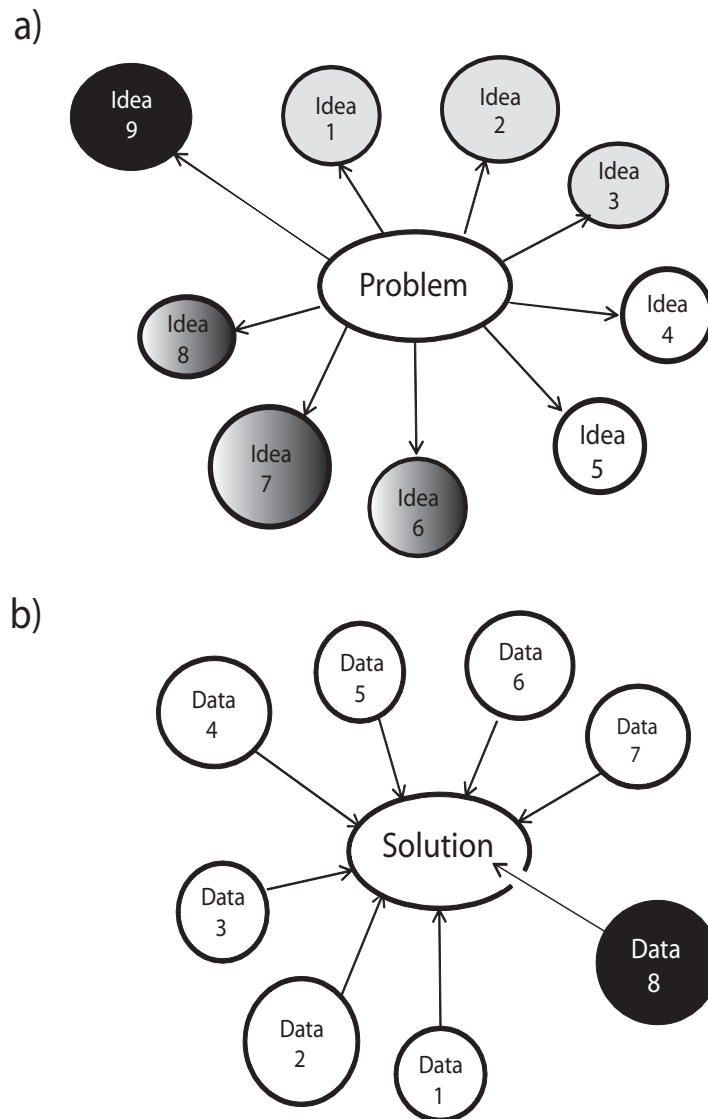 a)
Idea
9
Idea
1
Idea
2
Idea
3
Problem
Idea
4
Idea
8
Idea
5
Idea
7
Idea
6
b)
Data
5
Data
6
Data
4
Data
7
Solution
Data
3
Data
8
Data
2
Data
1